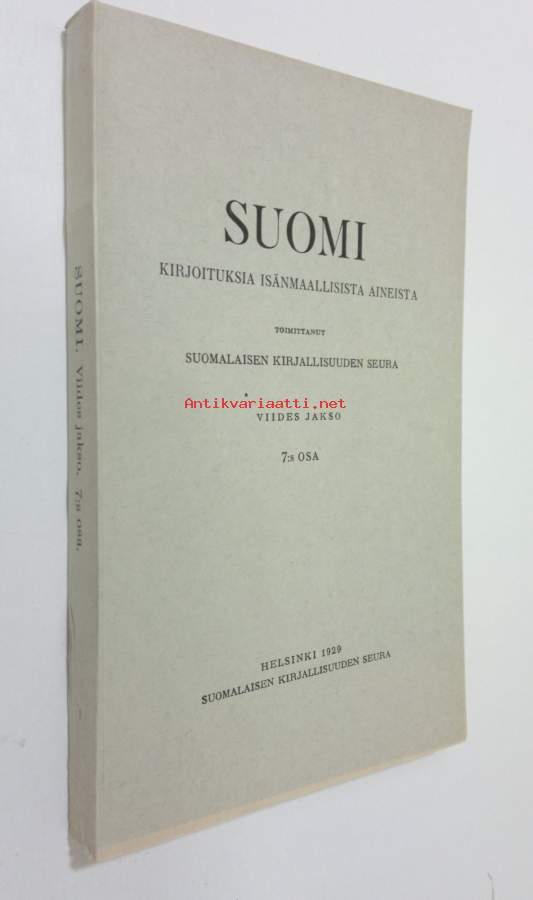 SUOMI
KIRJOITUKSIA ISÄNMAALLISISTA AINEISTA
TOIMITTANUT
SUOMALAISEN KIRJALLISUUDEN SEURA
Antikvariaatti.net
VIIDES JAKSO
7:s OSA
HELSINKI 1929
SUOMALAISEN KIRJALLISUUDEN SEURA
SUOMI. Viides jakso. 7:s osa.